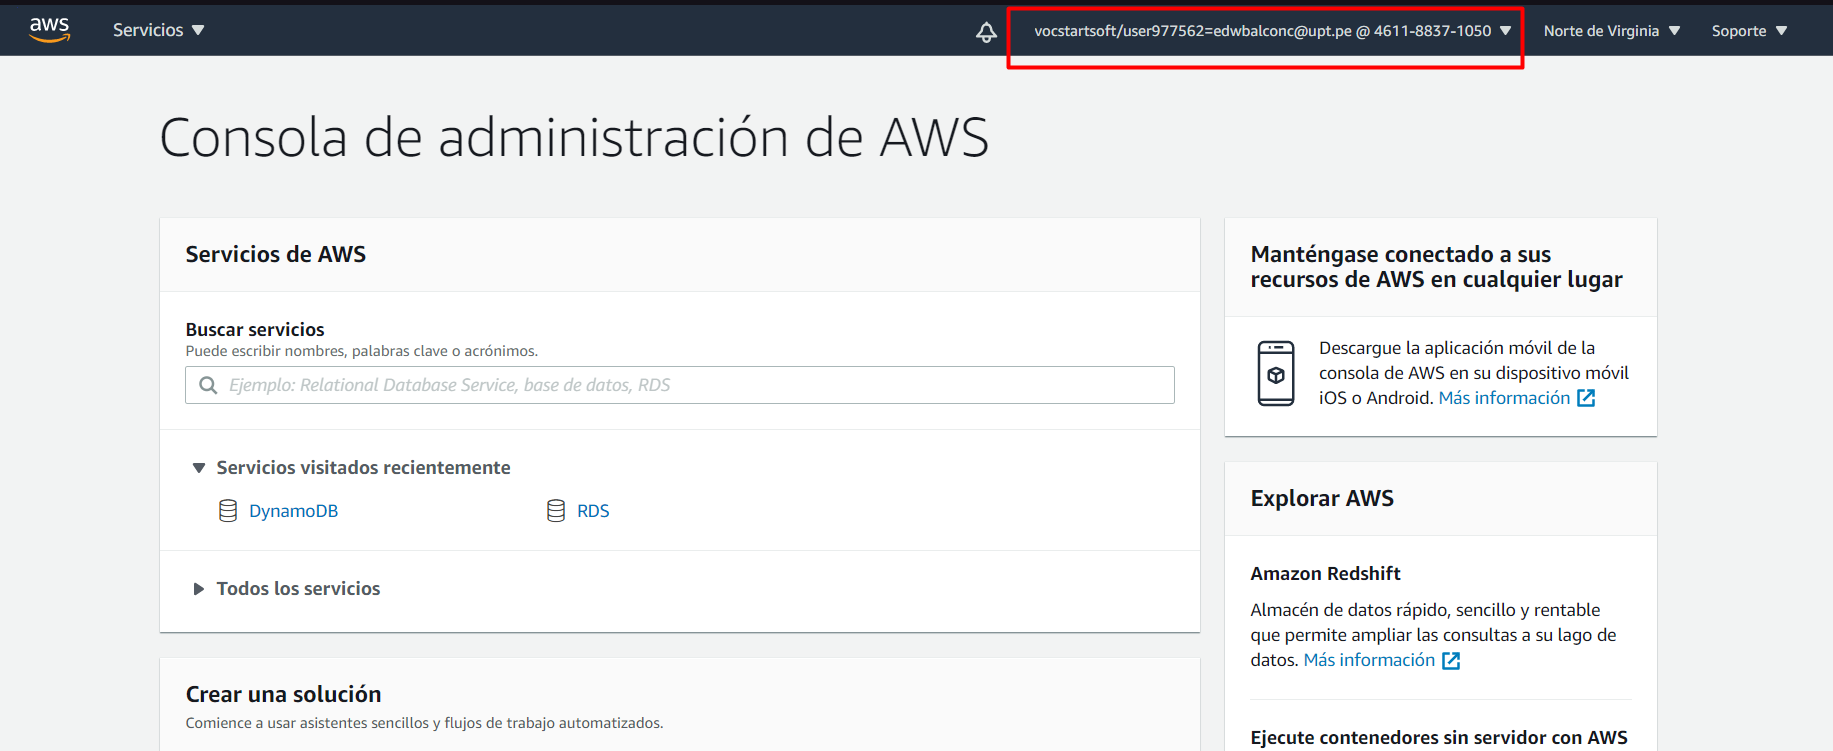 aws
Servicios
vocstartsoft/user977562=edwbalconc@upt.pe @ 4611-8837-1050
Norte de Virginia
Soporte
Consola de administración de AWS
Servicios de AWS
Buscar servicios
Puede escribir nombres, palabras clave o acrónimos.
Ejemplo: Relational Database Service, base de datos, RDS
Servicios visitados recientemente
DynamoDB
RDS
Todos los servicios
Crear una solución
Comience a usar asistentes sencillos y flujos de trabajo automatizados.
Manténgase conectado a sus
recursos de AWS en cualquier lugar
Descargue la aplicación móvil de la
consola de AWS en su dispositivo móvil
iOS o Android. Más información
Explorar AWS
Amazon Redshift
Almacén de datos rápido, sencillo y rentable
que permite ampliar las consultas a su lago de
datos. Más información
Ejecute contenedores sin servidor con AWS